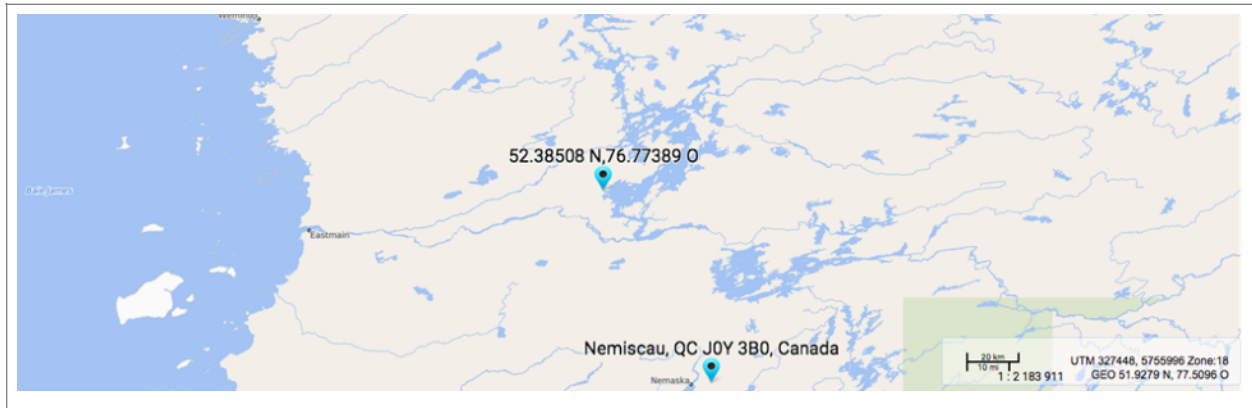 Wemindji
52.38508 N,76.77389 O
Baie James
Eastmain
Nemiscau, QC J0Y 3B0, Canada
Nemaska
20 km
10 mi
1 : 2 183 911
UTM 327448, 5755996 Zone:18
GEO 51.9279 N, 77.5096 O